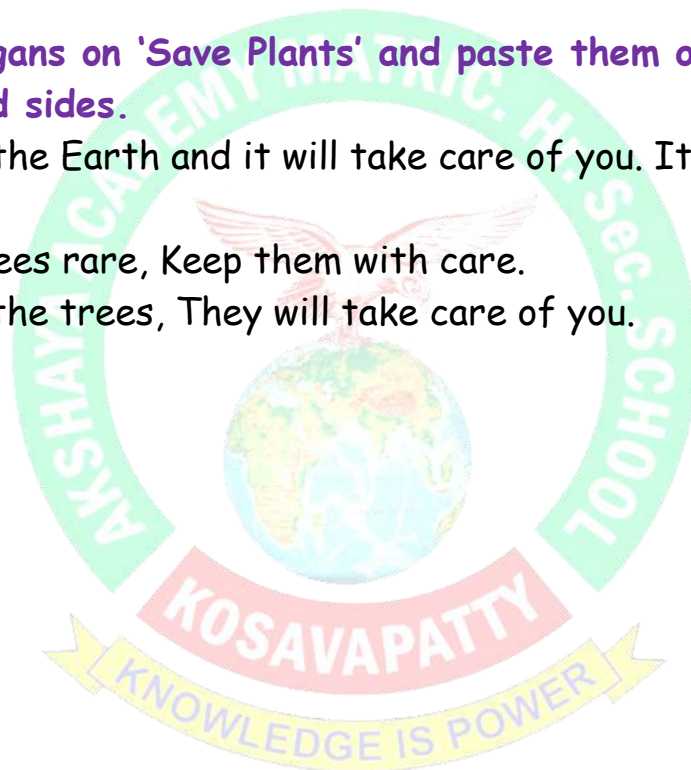 gans on ‘Save Plants’ and paste them o
d sides.
the Earth and it will take care of you. It
ees rare, Keep them with care.
the trees, They will take care of you.
AKSHAYA ACADEMY MATRIC. Hr. Sec. SCHOOL
KOSAVAPATTY
KNOWLEDGE IS POWER